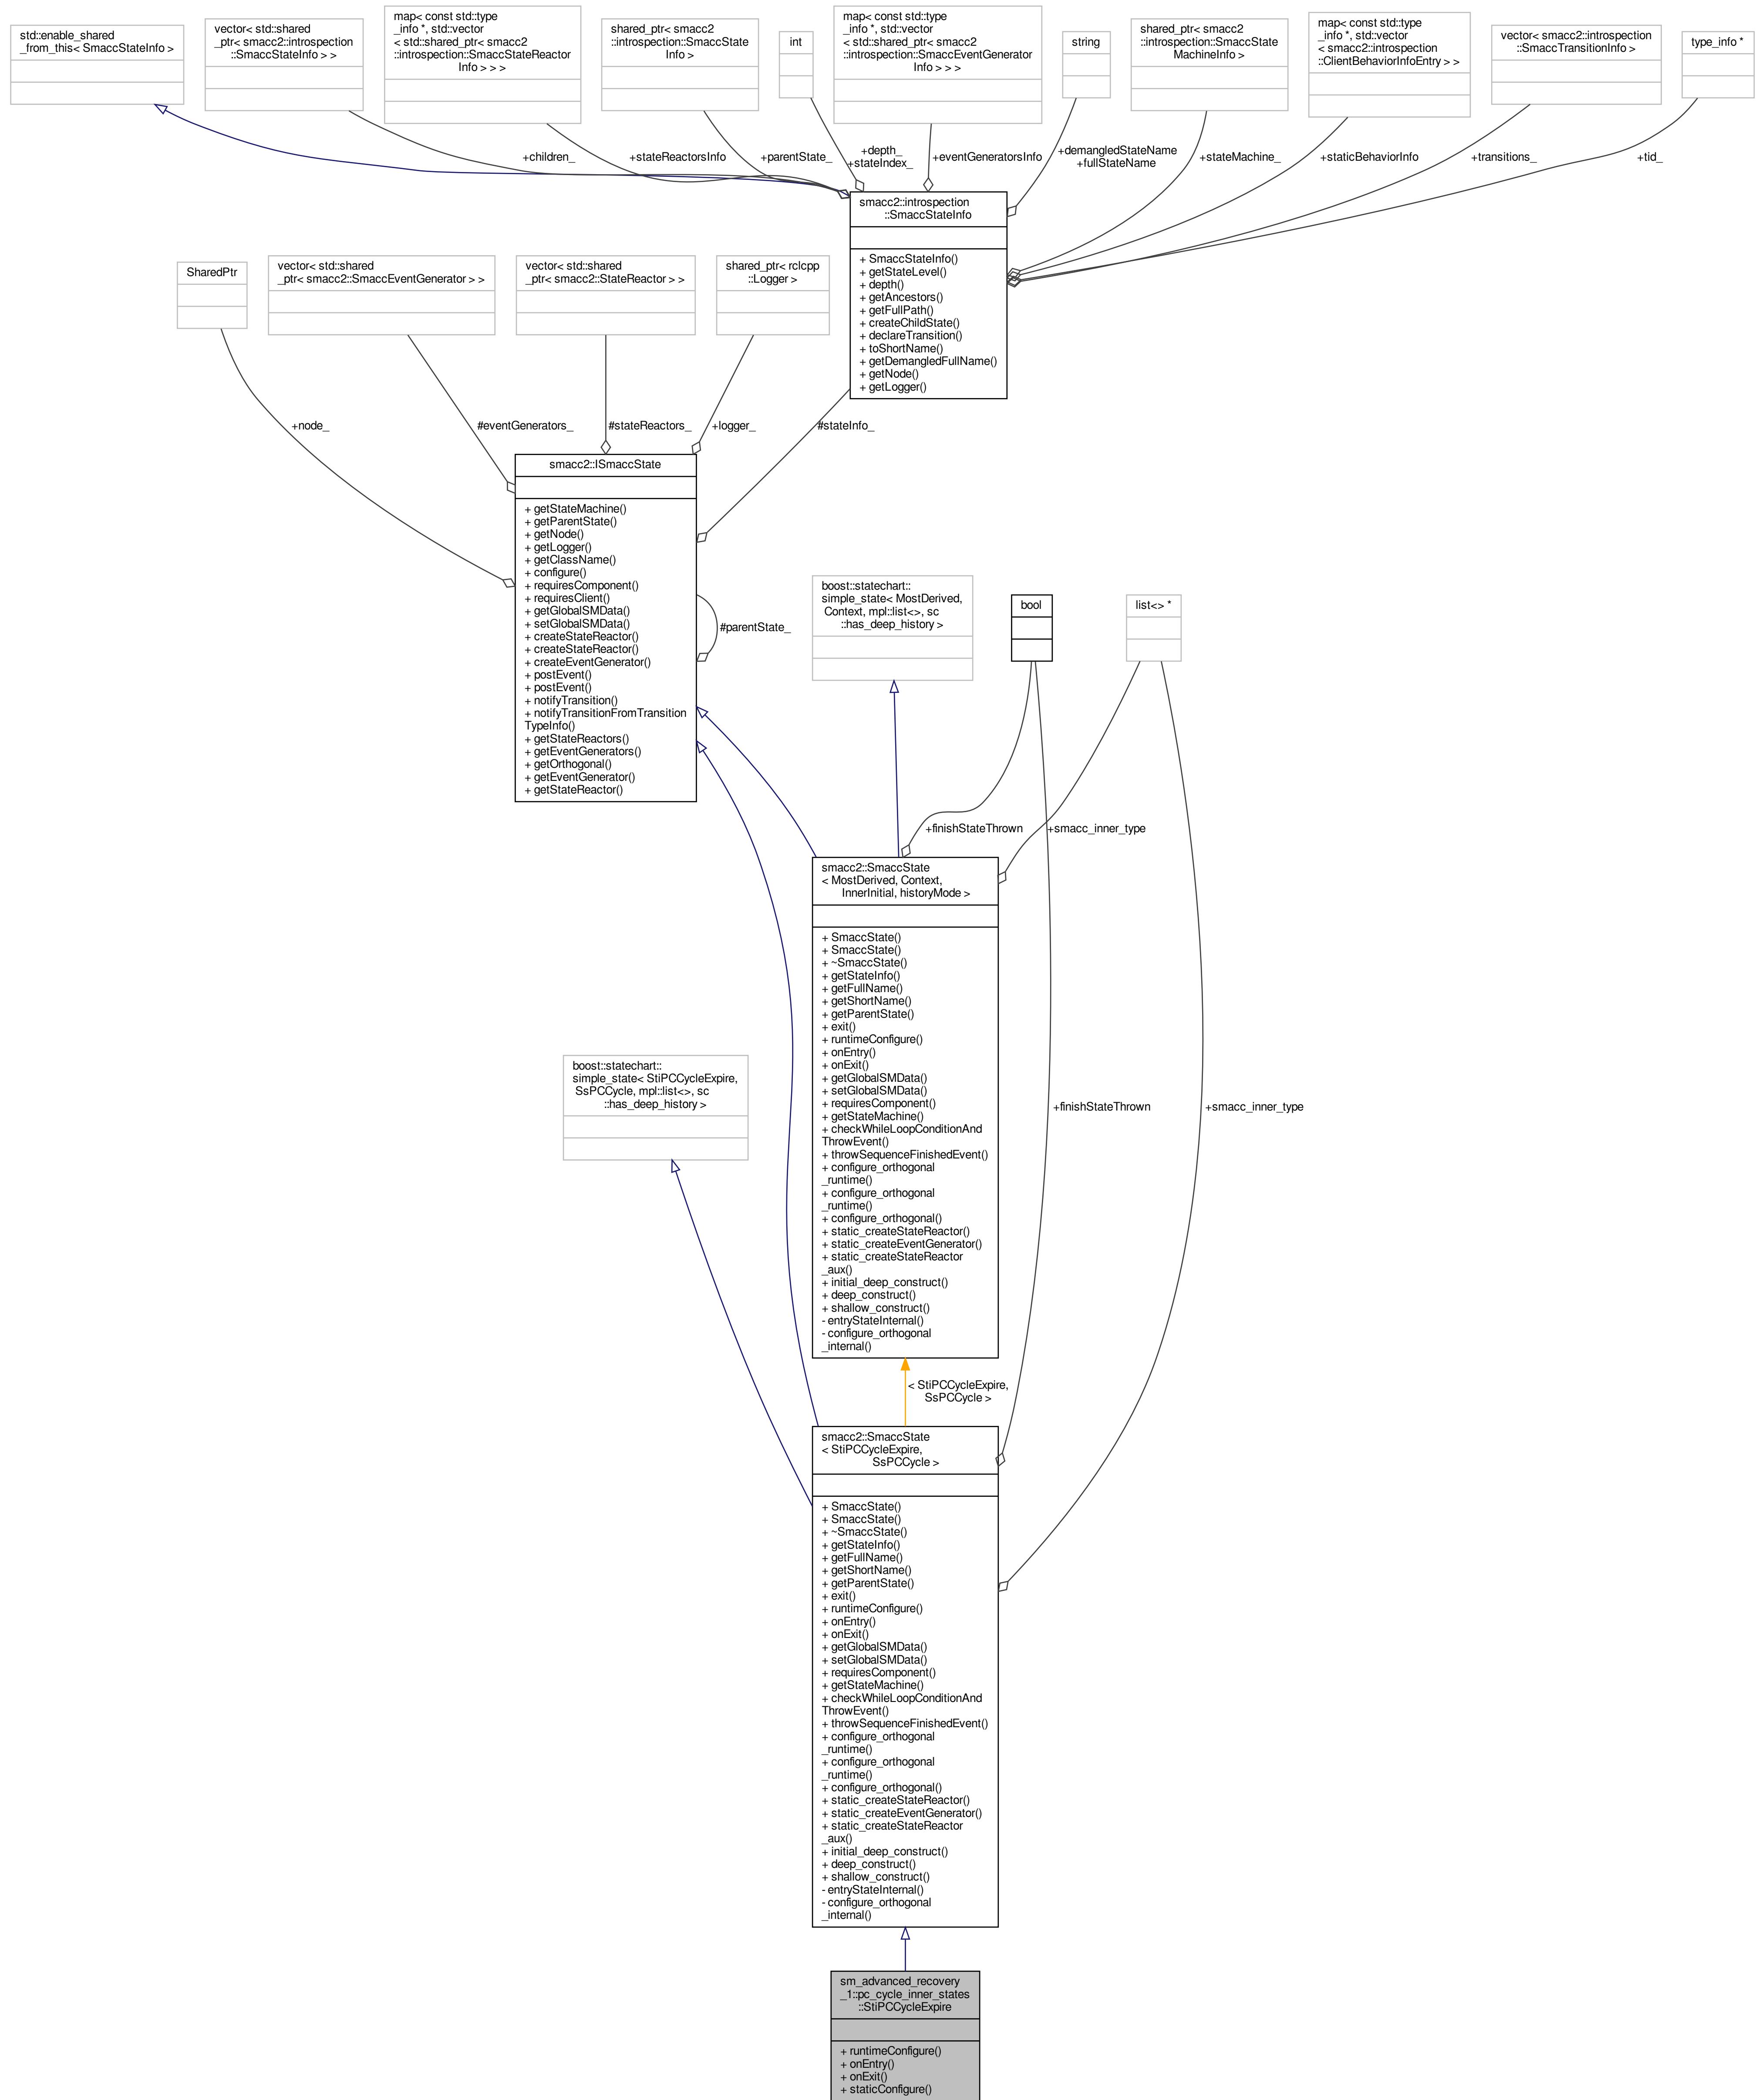 std::enable_shared
_from_this< SmaccStateInfo >
vector< std::shared
_ptr< smacc2::introspection
::SmaccStateInfo > >
map< const std::type
_info *, std::vector
< std::shared_ptr< smacc2
::introspection::SmaccStateReactor
Info > > >
shared_ptr< smacc2
::introspection::SmaccState
Info >
int
map< const std::type
_info *, std::vector
< std::shared_ptr< smacc2
::introspection::SmaccEventGenerator
Info > > >
string
shared_ptr< smacc2
::introspection::SmaccState
MachineInfo >
map< const std::type
_info *, std::vector
< smacc2::introspection
::ClientBehaviorInfoEntry > >
vector< smacc2::introspection
::SmaccTransitionInfo >
type_info *
+children_
+stateReactorsInfo
+parentState_
+depth_
+stateIndex_
+eventGeneratorsInfo
+demangledStateName
+fullStateName
+stateMachine_
+staticBehaviorInfo
+transitions_
+tid_
smacc2::introspection
::SmaccStateInfo
+ SmaccStateInfo()
+ getStateLevel()
+ depth()
+ getAncestors()
+ getFullPath()
+ createChildState()
+ declareTransition()
+ toShortName()
+ getDemangledFullName()
+ getNode()
+ getLogger()
SharedPtr
vector< std::shared
_ptr< smacc2::SmaccEventGenerator > >
vector< std::shared
_ptr< smacc2::StateReactor > >
shared_ptr< rclcpp
::Logger >
+node_
#eventGenerators_
#stateReactors_
+logger_
#stateInfo_
smacc2::ISmaccState
+ getStateMachine()
+ getParentState()
+ getNode()
+ getLogger()
+ getClassName()
+ configure()
+ requiresComponent()
+ requiresClient()
+ getGlobalSMData()
+ setGlobalSMData()
+ createStateReactor()
+ createStateReactor()
+ createEventGenerator()
+ postEvent()
+ postEvent()
+ notifyTransition()
+ notifyTransitionFromTransition
TypeInfo()
+ getStateReactors()
+ getEventGenerators()
+ getOrthogonal()
+ getEventGenerator()
+ getStateReactor()
#parentState_
boost::statechart::
simple_state< MostDerived,
Context, mpl::list<>, sc
::has_deep_history >
bool
list<> *
+finishStateThrown
+smacc_inner_type
smacc2::SmaccState
< MostDerived, Context,
InnerInitial, historyMode >
+ SmaccState()
+ SmaccState()
+ ~SmaccState()
+ getStateInfo()
+ getFullName()
+ getShortName()
+ getParentState()
+ exit()
+ runtimeConfigure()
+ onEntry()
+ onExit()
+ getGlobalSMData()
+ setGlobalSMData()
+ requiresComponent()
+ getStateMachine()
+ checkWhileLoopConditionAnd
ThrowEvent()
+ throwSequenceFinishedEvent()
+ configure_orthogonal
_runtime()
+ configure_orthogonal
_runtime()
+ configure_orthogonal()
+ static_createStateReactor()
+ static_createEventGenerator()
+ static_createStateReactor
_aux()
+ initial_deep_construct()
+ deep_construct()
+ shallow_construct()
- entryStateInternal()
- configure_orthogonal
_internal()
boost::statechart::
simple_state< StiPCCycleExpire,
SsPCCycle, mpl::list<>, sc
::has_deep_history >
+finishStateThrown
+smacc_inner_type
< StiPCCycleExpire,
SsPCCycle >
smacc2::SmaccState
< StiPCCycleExpire,
SsPCCycle >
+ SmaccState()
+ SmaccState()
+ ~SmaccState()
+ getStateInfo()
+ getFullName()
+ getShortName()
+ getParentState()
+ exit()
+ runtimeConfigure()
+ onEntry()
+ onExit()
+ getGlobalSMData()
+ setGlobalSMData()
+ requiresComponent()
+ getStateMachine()
+ checkWhileLoopConditionAnd
ThrowEvent()
+ throwSequenceFinishedEvent()
+ configure_orthogonal
_runtime()
+ configure_orthogonal
_runtime()
+ configure_orthogonal()
+ static_createStateReactor()
+ static_createEventGenerator()
+ static_createStateReactor
_aux()
+ initial_deep_construct()
+ deep_construct()
+ shallow_construct()
- entryStateInternal()
- configure_orthogonal
_internal()
sm_advanced_recovery
_1::pc_cycle_inner_states
::StiPCCycleExpire
+ runtimeConfigure()
+ onEntry()
+ onExit()
+ staticConfigure()